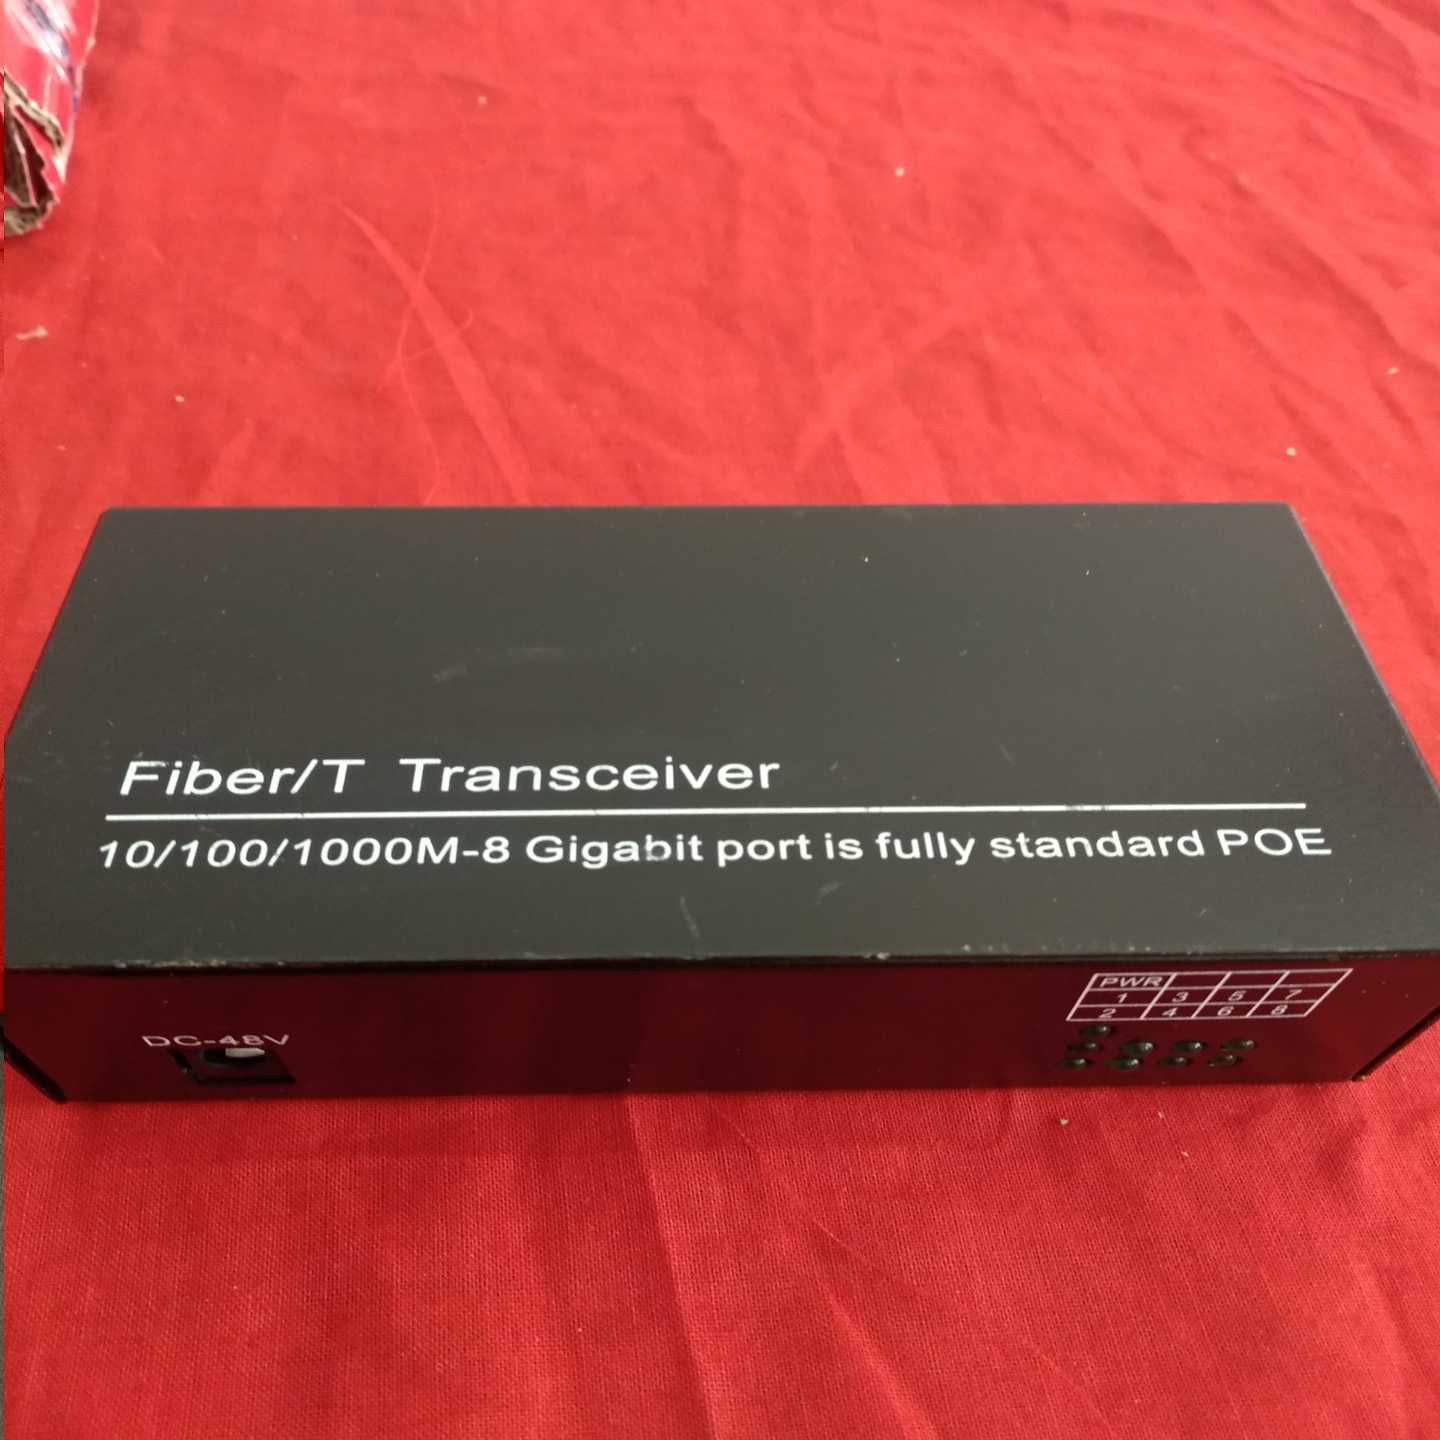 Fiber/T Transceiver
10/100/1000M-8 Gigabit port is fully standard POE
DC-48V
PWR
1 3 5 7
2 4 6 8